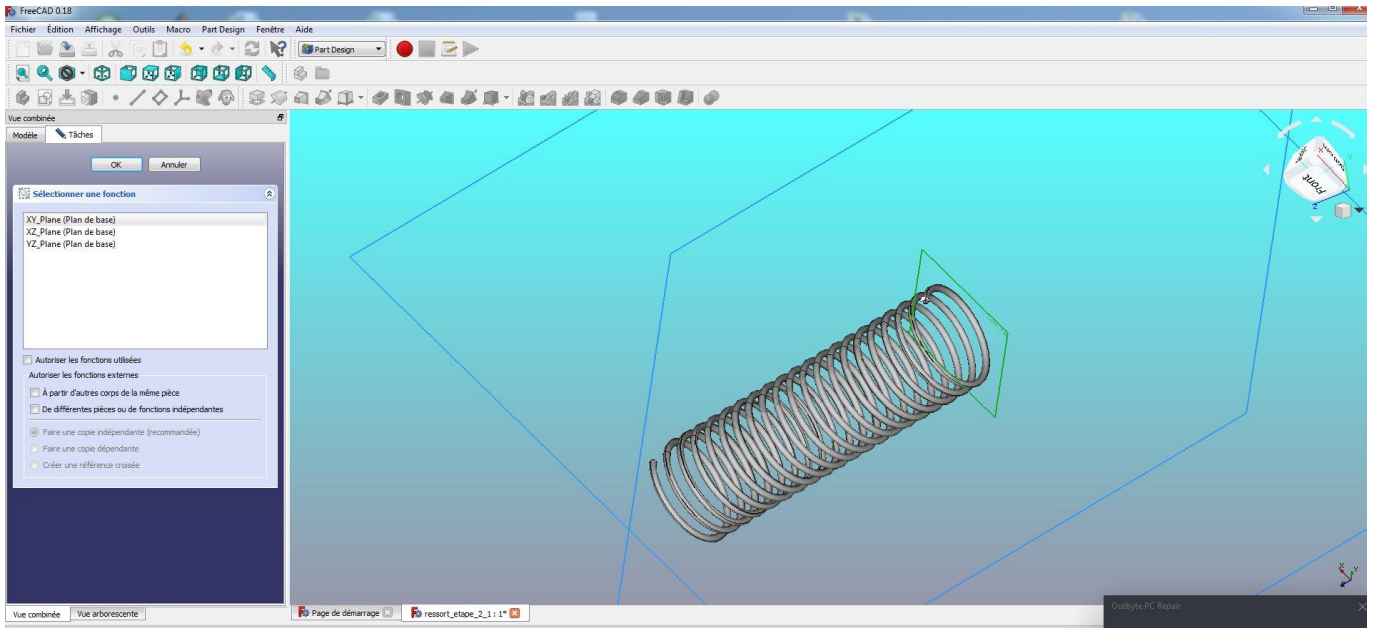 FreeCAD 0.18
Fichier Édition Affichage Outils Macro Part Design Fenêtre Aide
Part Design
Vue combinée
Modèle Tâches
OK Annuler
Sélectionner une fonction
XY_Plane (Plan de base)
XZ_Plane (Plan de base)
YZ_Plane (Plan de base)
Autoriser les fonctions utilisées
Autoriser les fonctions externes
À partir d'autres corps de la même pièce
De différentes pièces ou de fonctions indépendantes
Faire une copie indépendante (recommandée)
Faire une copie dépendante
Créer une référence croisée
Front
Y
Z
X
Y
Vue combinée Vue arborescente
Page de démarrage ressort_etape_2_1 : 1*
Outbyte PC Repair